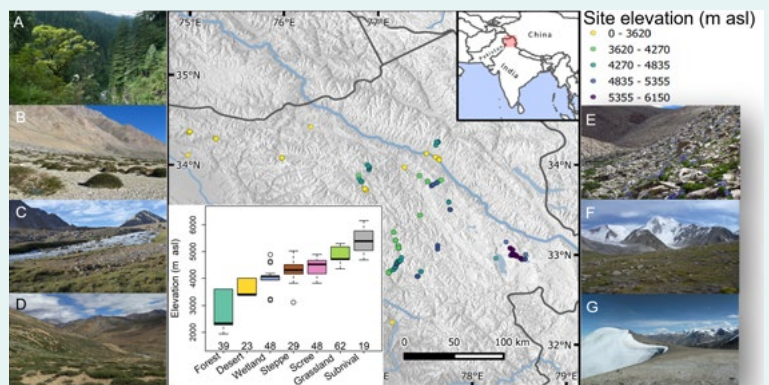 A
B
C
D
75°E
76°E
77°E
35°N
34°N
China
Pakistan
India
Site elevation (m asl)
0 - 3620
3620 - 4270
4270 - 4835
4835 - 5355
5355 - 6150
E
F
G
34°N
33°N
32°N
78°E
79°E
0
50
100 km
Elevation (m asl)
6000
5000
4000
3000
2000
39
23
48
29
48
62
19
Forest
Desert
Wetland
Steppe
Scree
Grassland
Subnival